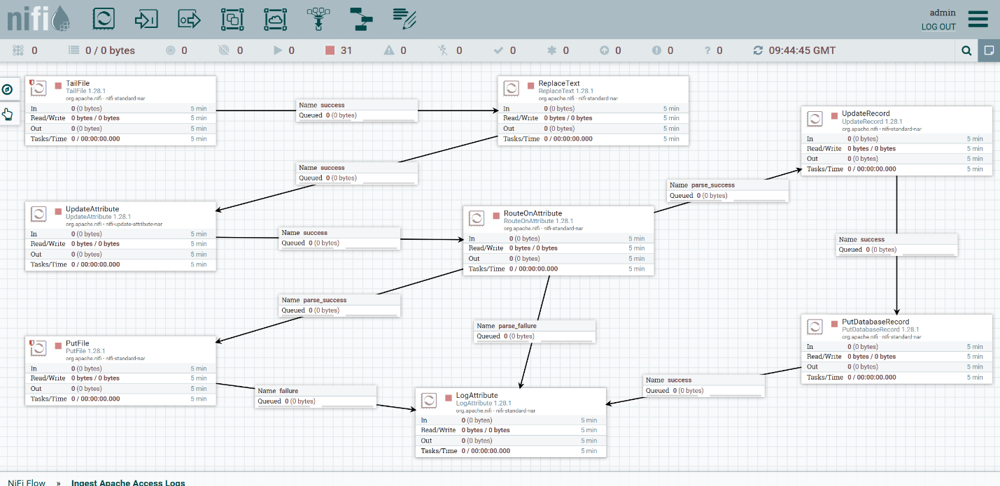 nifi
admin
LOG OUT
0 0 / 0 bytes 0 0 0 31 0 0 0 0 0 0 ? 0 09:44:45 GMT
TailFile
TailFile 1.28.1
org.apache.nifi - nifi-standard-nar
In 0 (0 bytes) 5 min
Read/Write 0 bytes / 0 bytes 5 min
Out 0 (0 bytes) 5 min
Tasks/Time 0 / 00:00:00.000 5 min
Name success
Queued 0 (0 bytes)
ReplaceText
ReplaceText 1.28.1
org.apache.nifi - nifi-standard-nar
In 0 (0 bytes) 5 min
Read/Write 0 bytes / 0 bytes 5 min
Out 0 (0 bytes) 5 min
Tasks/Time 0 / 00:00:00.000 5 min
UpdateRecord
UpdateRecord 1.28.1
org.apache.nifi - nifi-standard-nar
In 0 (0 bytes) 5 min
Read/Write 0 bytes / 0 bytes 5 min
Out 0 (0 bytes) 5 min
Tasks/Time 0 / 00:00:00.000 5 min
Name success
Queued 0 (0 bytes)
Name parse_success
Queued 0 (0 bytes)
UpdateAttribute
UpdateAttribute 1.28.1
org.apache.nifi - nifi-update-attribute-nar
In 0 (0 bytes) 5 min
Read/Write 0 bytes / 0 bytes 5 min
Out 0 (0 bytes) 5 min
Tasks/Time 0 / 00:00:00.000 5 min
Name success
Queued 0 (0 bytes)
RouteOnAttribute
RouteOnAttribute 1.28.1
org.apache.nifi - nifi-standard-nar
In 0 (0 bytes) 5 min
Read/Write 0 bytes / 0 bytes 5 min
Out 0 (0 bytes) 5 min
Tasks/Time 0 / 00:00:00.000 5 min
Name success
Queued 0 (0 bytes)
Name parse_success
Queued 0 (0 bytes)
Name parse_failure
Queued 0 (0 bytes)
PutDatabaseRecord
PutDatabaseRecord 1.28.1
org.apache.nifi - nifi-standard-nar
In 0 (0 bytes) 5 min
Read/Write 0 bytes / 0 bytes 5 min
Out 0 (0 bytes) 5 min
Tasks/Time 0 / 00:00:00.000 5 min
PutFile
PutFile 1.28.1
org.apache.nifi - nifi-standard-nar
In 0 (0 bytes) 5 min
Read/Write 0 bytes / 0 bytes 5 min
Out 0 (0 bytes) 5 min
Tasks/Time 0 / 00:00:00.000 5 min
Name failure
Queued 0 (0 bytes)
Name success
Queued 0 (0 bytes)
LogAttribute
LogAttribute 1.28.1
org.apache.nifi - nifi-standard-nar
In 0 (0 bytes) 5 min
Read/Write 0 bytes / 0 bytes 5 min
Out 0 (0 bytes) 5 min
Tasks/Time 0 / 00:00:00.000 5 min
NiFi Flow » Ingest Apache Access Logs